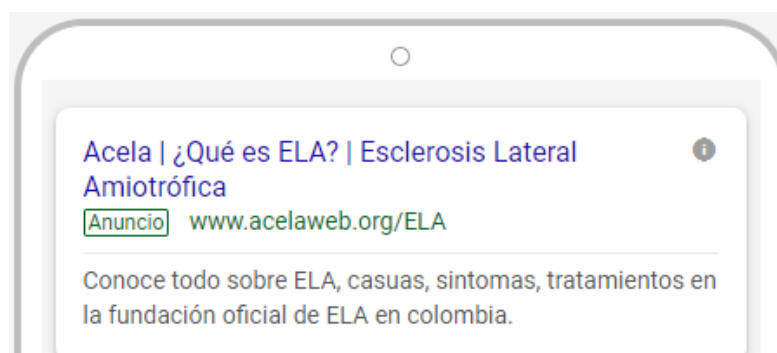 Acela | ¿Qué es ELA? | Esclerosis Lateral
Amiotrófica
Anuncio www.acelaweb.org/ELA
Conoce todo sobre ELA, casuas, sintomas, tratamientos en
la fundación oficial de ELA en colombia.